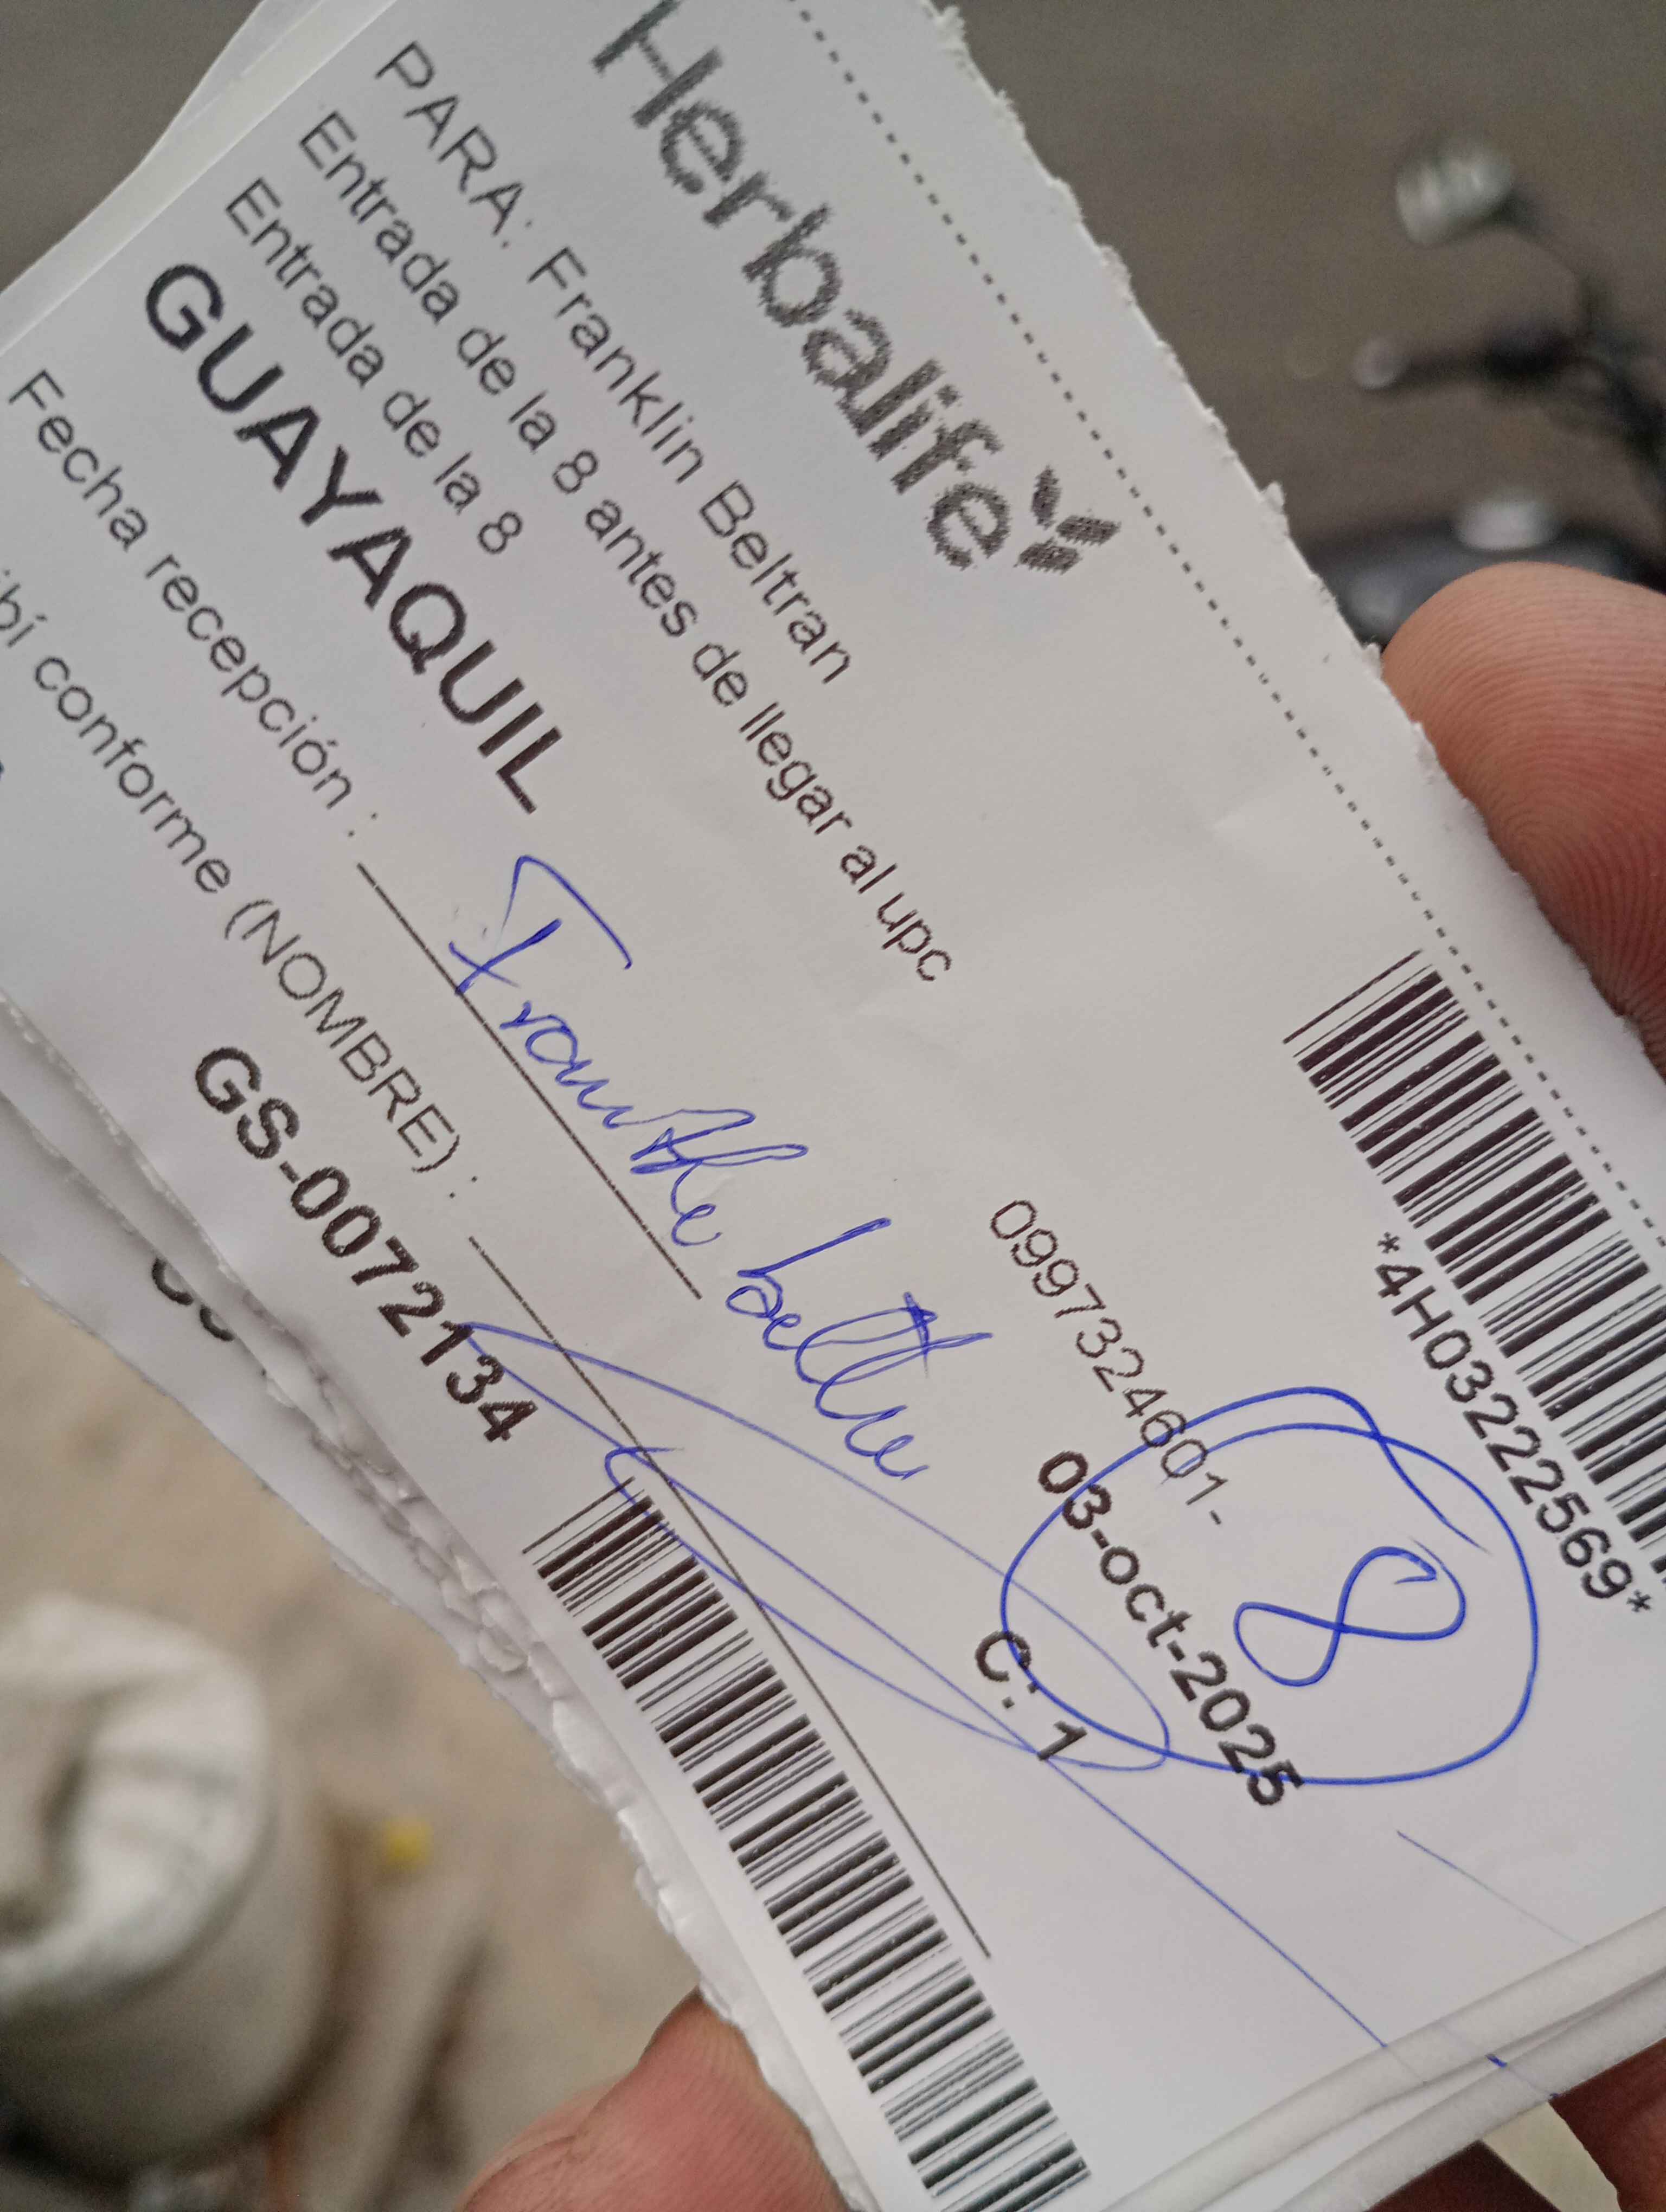 Herbalife
*4H03222569*
PARA: Franklin Beltran
Entrada de la 8 antes de llegar al upc
0997324601-
Entrada de la 8
GUAYAQUIL
03-oct-2025
8
Fecha recepción :
C: 1
bí conforme (NOMBRE) :
GS-0072134